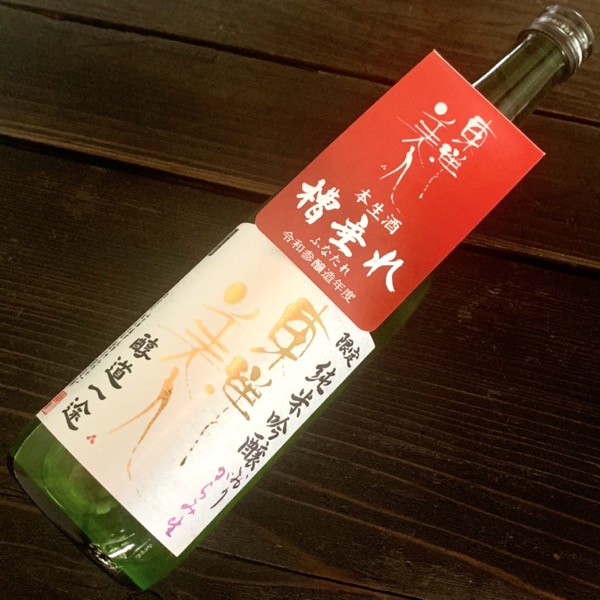 東洋
美人
本生酒
槽垂れ
ふなたれ
令和参醸造年度
限定 純米吟醸 おりがらみ生
東洋
美人
醇道一途